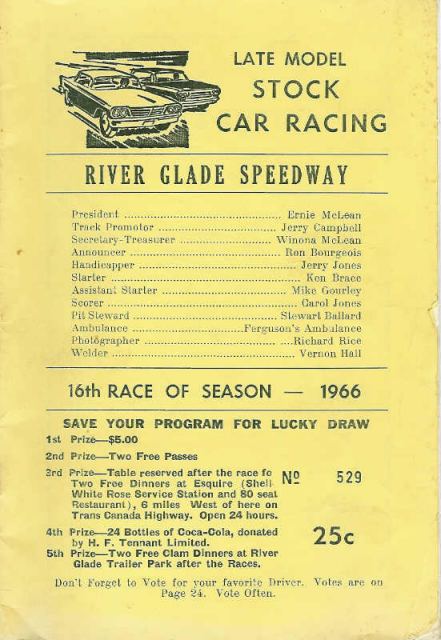 LATE MODEL
STOCK
CAR RACING
RIVER GLADE SPEEDWAY
President ............................................ Ernie McLean
Track Promotor ................................. Jerry Campbell
Secretary-Treasurer ........................... Winona McLean
Announcer ........................................ Ron Bourgeois
Handicapper ........................................ Jerry Jones
Starter ................................................ Ken Brace
Assistant Starter ................................. Mike Gourley
Scorer ............................................... Carol Jones
Pit Steward ..................................... Stewart Ballard
Ambulance ..............................Ferguson's Ambulance
Photographer .....................................Richard Rice
Welder ............................................... Vernon Hall
16th RACE OF SEASON — 1966
SAVE YOUR PROGRAM FOR LUCKY DRAW
1st Prize—$5.00
2nd Prize—Two Free Passes
3rd Prize—Table reserved after the race fo
Two Free Dinners at Esquire (Shell
White Rose Service Station and 80 seat
Restaurant), 6 miles West of here on
Trans Canada Highway. Open 24 hours.
No 529
4th Prize—24 Bottles of Coca-Cola, donated
by H. F. Tennant Limited.
5th Prize—Two Free Clam Dinners at River
Glade Trailer Park after the Races.
25c
Don't Forget to Vote for your favorite Driver. Votes are on
Page 24. Vote Often.